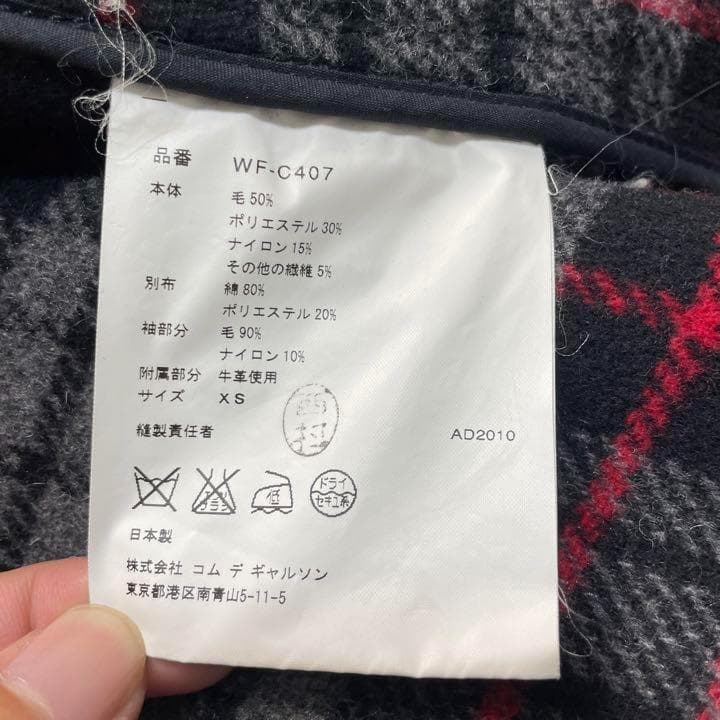 品番 WF-C407
本体 毛 50%
ポリエステル 30%
ナイロン 15%
その他の繊維 5%
別布 綿 80%
ポリエステル 20%
袖部分 毛 90%
ナイロン 10%
附属部分 牛革使用
サイズ XS
縫製責任者 AD2010
低 ドライ セキユ系
日本製
株式会社 コム デ ギャルソン
東京都港区南青山5-11-5